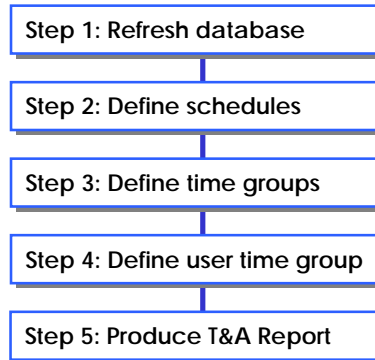 Step 1: Refresh database
Step 2: Define schedules
Step 3: Define time groups
Step 4: Define user time group
Step 5: Produce T&A Report